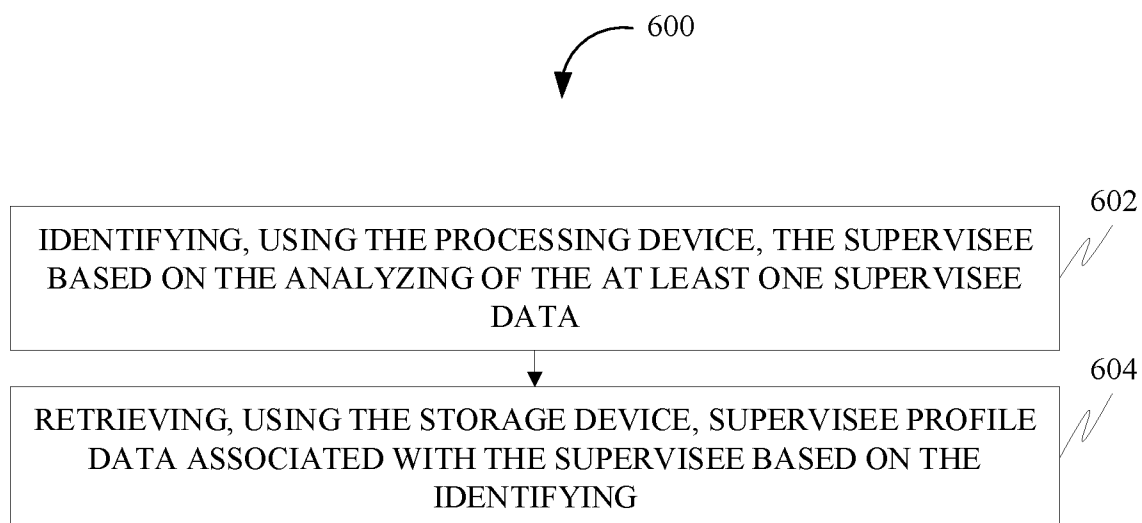 600
602
IDENTIFYING, USING THE PROCESSING DEVICE, THE SUPERVISEE
BASED ON THE ANALYZING OF THE AT LEAST ONE SUPERVISEE
DATA
604
RETRIEVING, USING THE STORAGE DEVICE, SUPERVISEE PROFILE
DATA ASSOCIATED WITH THE SUPERVISEE BASED ON THE
IDENTIFYING